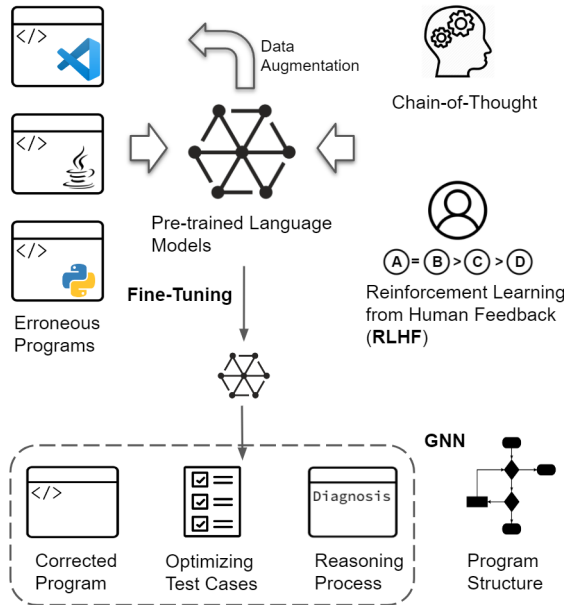 </>
Data
Augmentation
Chain-of-Thought
</>
Pre-trained Language
Models
</>
A = B > C > D
Reinforcement Learning
from Human Feedback
(RLHF)
Fine-Tuning
Erroneous
Programs
GNN
</>
Diagnosis
Corrected
Program
Optimizing
Test Cases
Reasoning
Process
Program
Structure